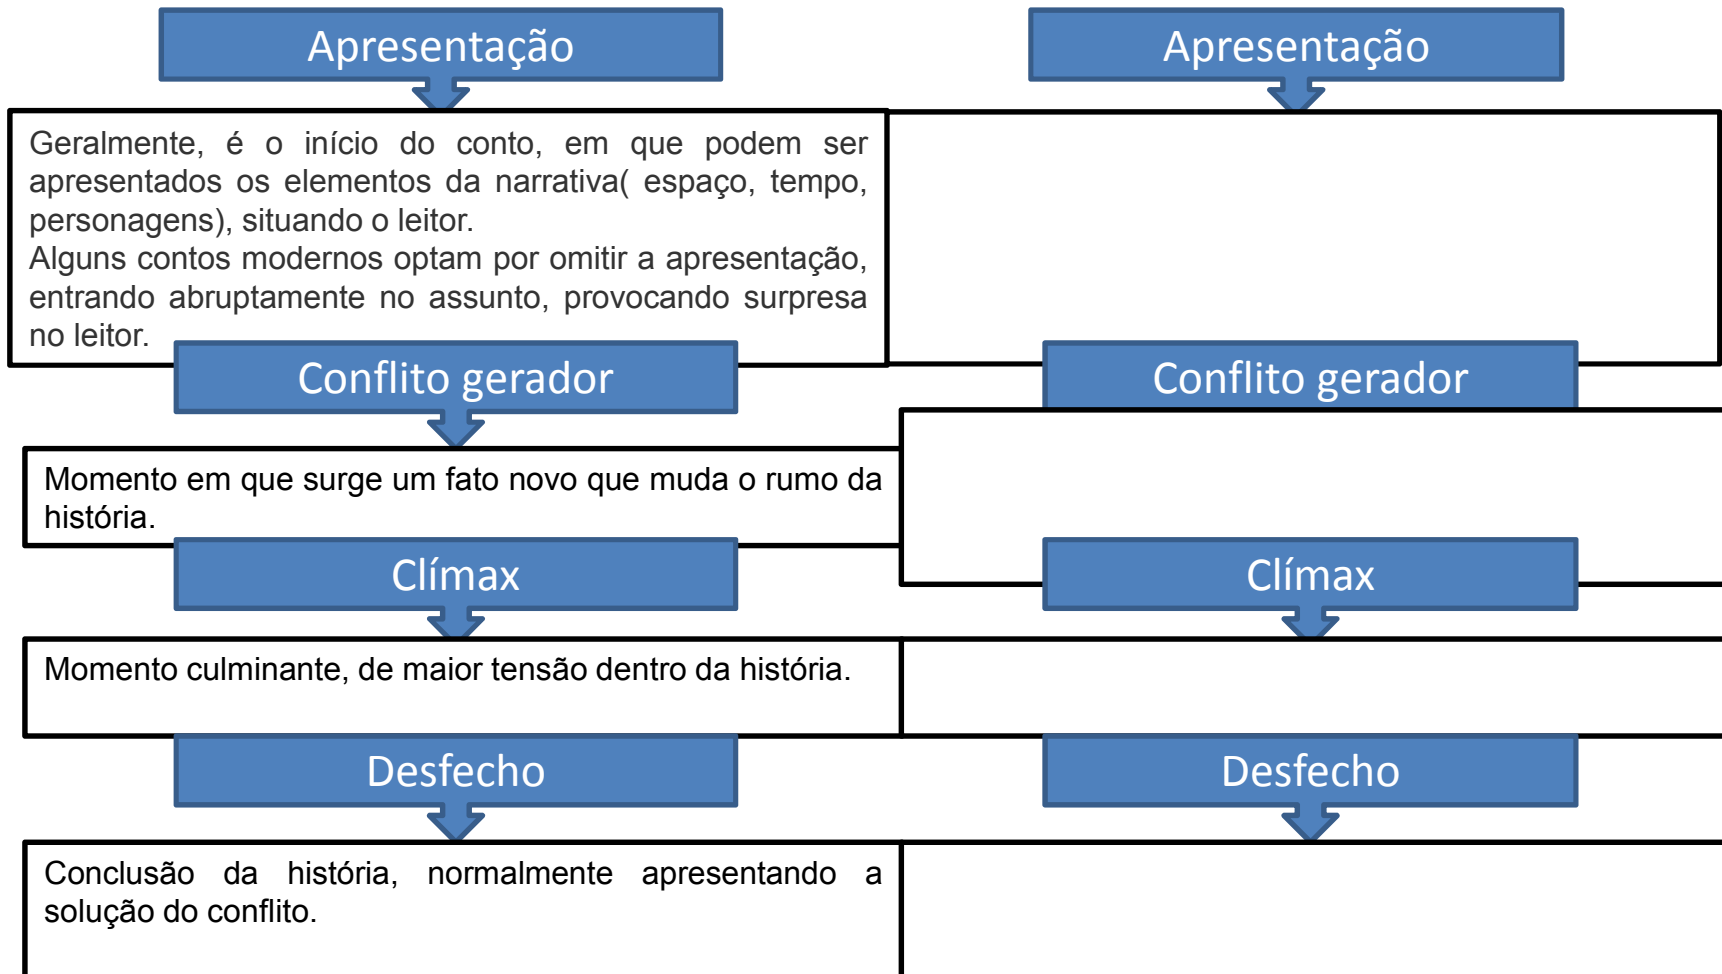 Apresentação
Geralmente, é o início do conto, em que podem ser
apresentados os elementos da narrativa( espaço, tempo,
personagens), situando o leitor.
Alguns contos modernos optam por omitir a apresentação,
entrando abruptamente no assunto, provocando surpresa
no leitor.
Conflito gerador
Momento em que surge um fato novo que muda o rumo da
história.
Clímax
Momento culminante, de maior tensão dentro da história.
Desfecho
Conclusão da história, normalmente apresentando a
solução do conflito.
Apresentação
Conflito gerador
Clímax
Desfecho